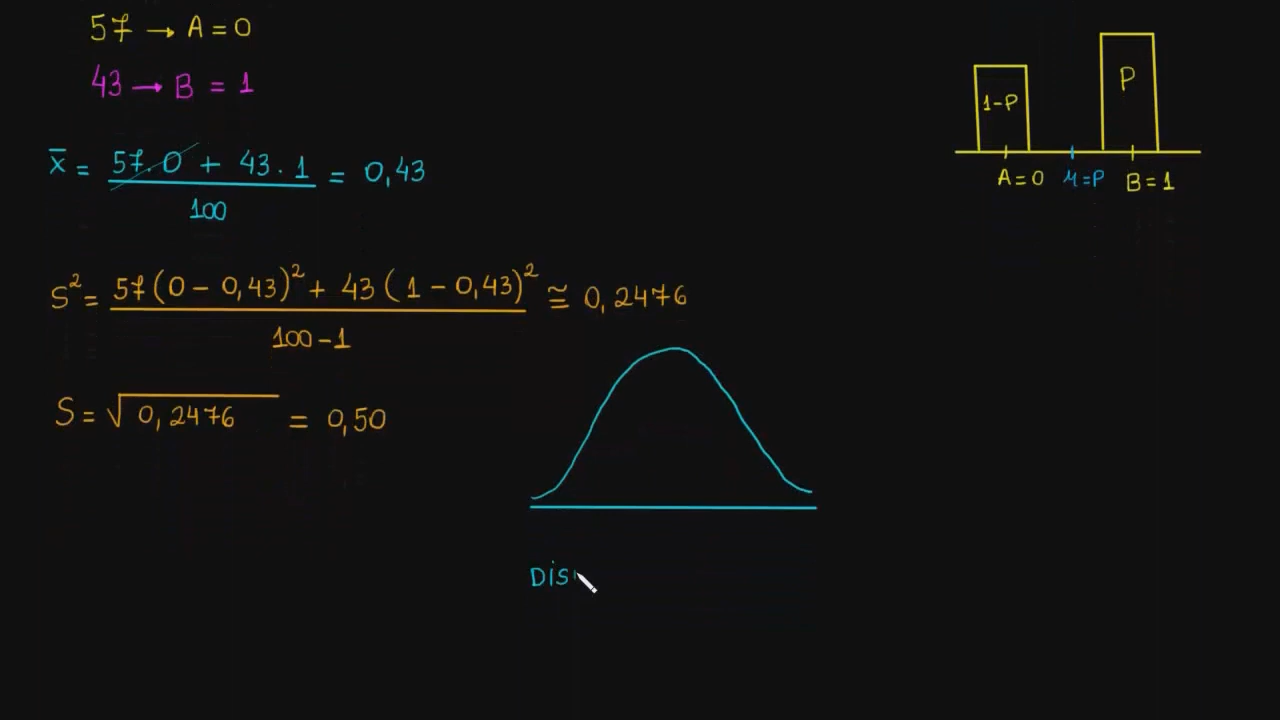 57 → A = 0
43 → B = 1
x̄ = (57 . 0 + 43 . 1) / 100 = 0,43
S² = (57 (0 - 0,43)² + 43 (1 - 0,43)²) / (100 - 1) ≅ 0,2476
S = √0,2476 = 0,50
DiS
1-P
P
A = 0 μ = P B = 1